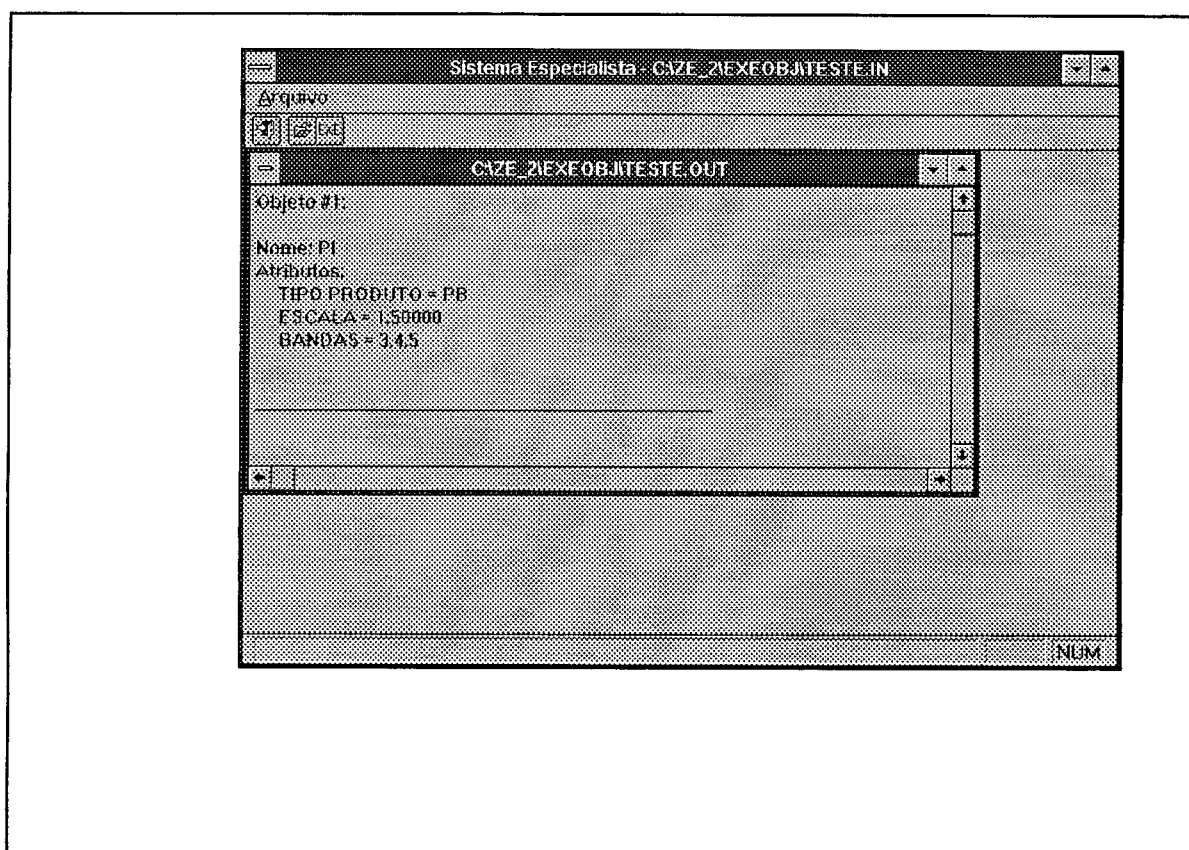 Sistema Especialista - C:\ZE_2\EXEOBJ\TESTE.IN
Arquivo
C:\ZE_2\EXEOBJ\TESTE.OUT
Objeto #1:
Nome: PI
Atributos:
TIPO PRODUTO = PB
ESCALA = 1:50000
BANDAS = 3,4,5
NUM